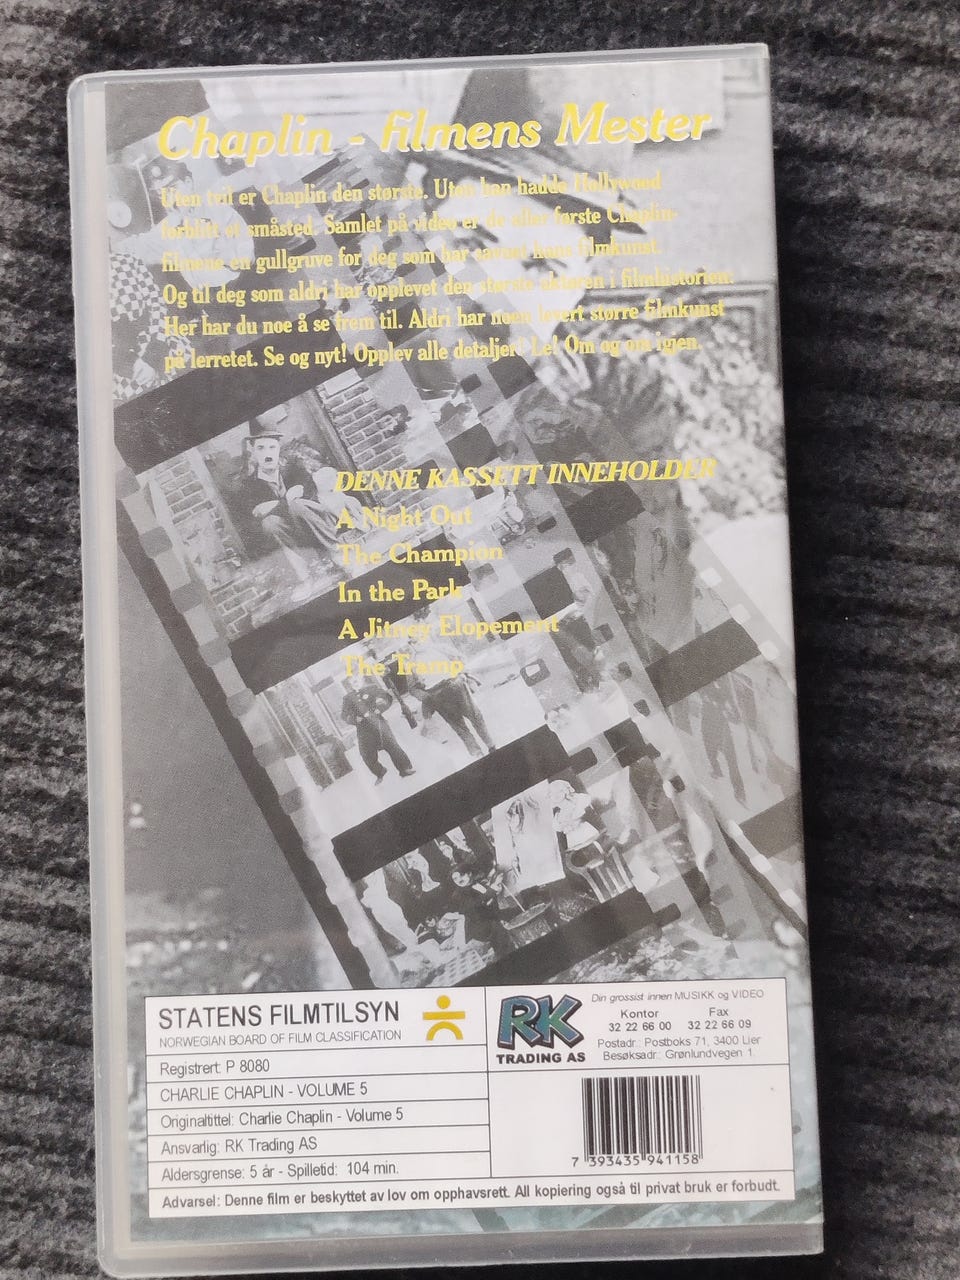 Chaplin - filmens Mester
Uten tvil er Chaplin den største. Uten han hadde Hollywood
forblitt et småsted. Samlet på video er de aller første Chaplin-
filmene en gullgruve for deg som har savnet hans filmkunst.
Og til deg som aldri har opplevet den største aktøren i filmhistorien:
Her har du noe å se frem til. Aldri har noen levert større filmkunst
på lerretet. Se og nyt! Opplev alle detaljer! Le! Om og om igjen.
DENNE KASSETT INNEHOLDER
A Night Out
The Champion
In the Park
A Jitney Elopement
The Tramp
STATENS FILMTILSYN
NORWEGIAN BOARD OF FILM CLASSIFICATION
Registrert: P 8080
CHARLIE CHAPLIN - VOLUME 5
Originaltittel: Charlie Chaplin - Volume 5
Ansvarlig: RK Trading AS
Aldersgrense: 5 år - Spilletid: 104 min.
RK
TRADING AS
Din grossist innen MUSIKK og VIDEO
Kontor Fax
32 22 66 00 32 22 66 09
Postadr.: Postboks 71, 3400 Lier
Besøksadr.: Grønlundvegen 1
7 393435 941158
Advarsel: Denne film er beskyttet av lov om opphavsrett. All kopiering også til privat bruk er forbudt.